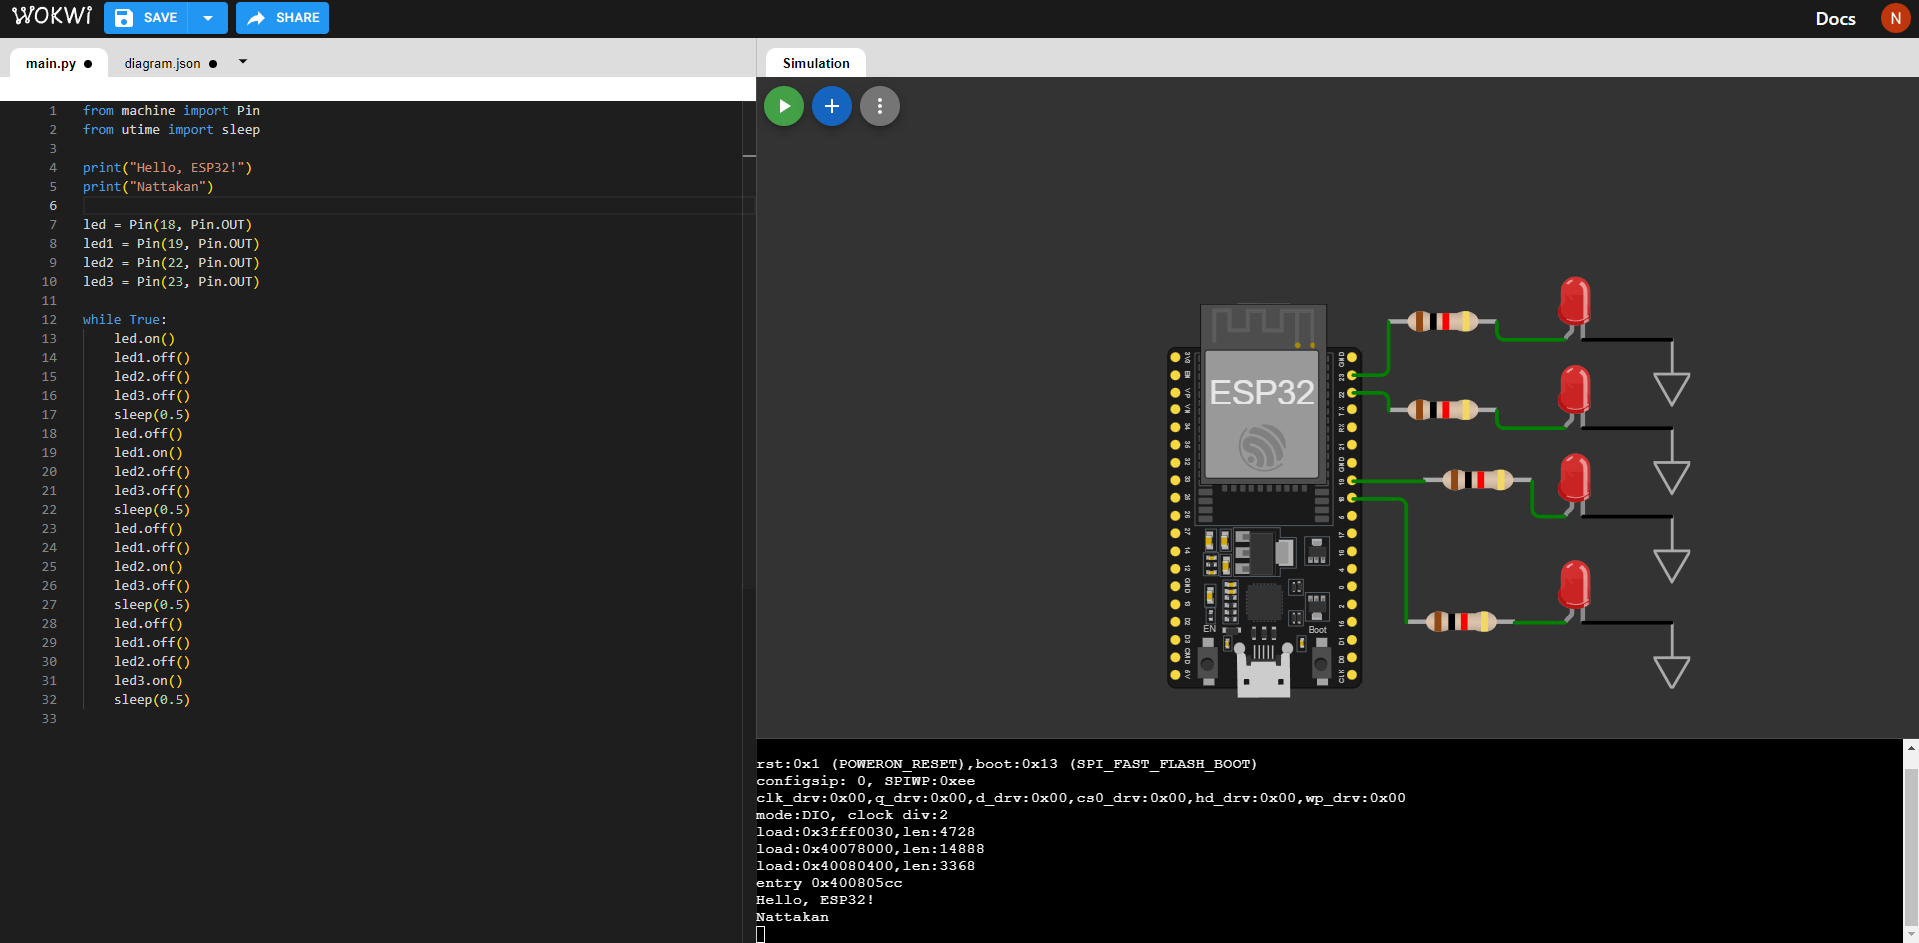 WOKWI SAVE SHARE Docs N
main.py diagram.json
Simulation
1 from machine import Pin
2 from utime import sleep
3
4 print("Hello, ESP32!")
5 print("Nattakan")
6
7 led = Pin(18, Pin.OUT)
8 led1 = Pin(19, Pin.OUT)
9 led2 = Pin(22, Pin.OUT)
10 led3 = Pin(23, Pin.OUT)
11
12 while True:
13 led.on()
14 led1.off()
15 led2.off()
16 led3.off()
17 sleep(0.5)
18 led.off()
19 led1.on()
20 led2.off()
21 led3.off()
22 sleep(0.5)
23 led.off()
24 led1.off()
25 led2.on()
26 led3.off()
27 sleep(0.5)
28 led.off()
29 led1.off()
30 led2.off()
31 led3.on()
32 sleep(0.5)
33
ESP32
EN
Boot
rst:0x1 (POWERON_RESET),boot:0x13 (SPI_FAST_FLASH_BOOT)
configsip: 0, SPIWP:0xee
clk_drv:0x00,q_drv:0x00,d_drv:0x00,cs0_drv:0x00,hd_drv:0x00,wp_drv:0x00
mode:DIO, clock div:2
load:0x3fff0030,len:4728
load:0x40078000,len:14888
load:0x40080400,len:3368
entry 0x400805cc
Hello, ESP32!
Nattakan